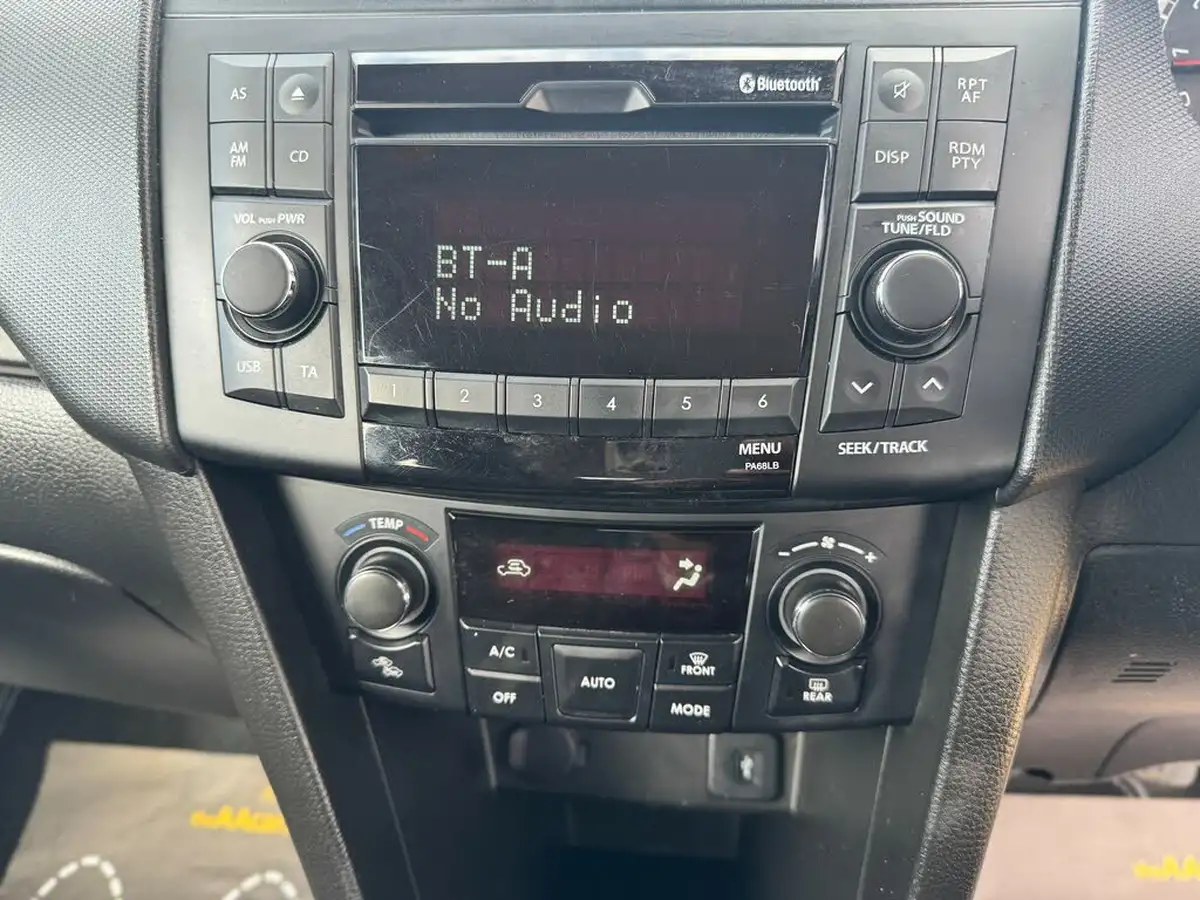 Bluetooth
AS
AM
FM
CD
RPT
AF
DISP
RDM
PTY
VOL PUSH PWR
PUSH SOUND
TUNE/FLD
BT-A
No Audio
USB
TA
1
2
3
4
5
6
MENU
PA68LB
SEEK/TRACK
TEMP
- +
A/C
AUTO
FRONT
OFF
MODE
REAR
1
0